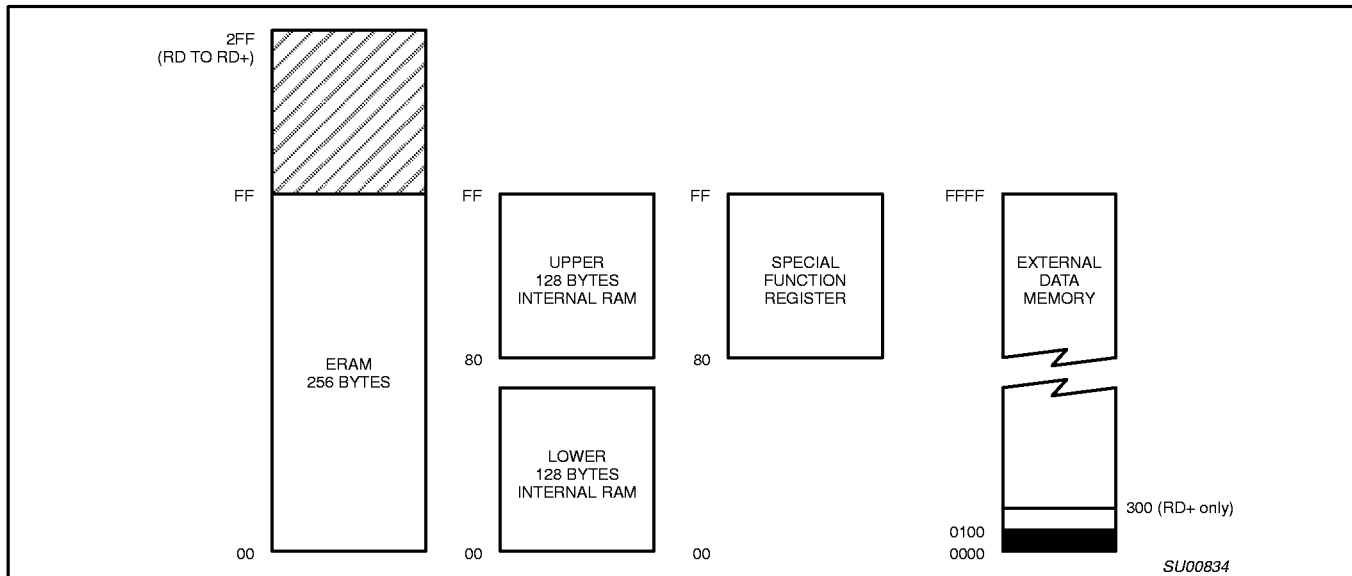 2FF
(RD TO RD+)
FF
FF
FF
FFFF
UPPER
128 BYTES
INTERNAL RAM
SPECIAL
FUNCTION
REGISTER
EXTERNAL
DATA
MEMORY
80
80
ERAM
256 BYTES
LOWER
128 BYTES
INTERNAL RAM
300 (RD+ only)
0100
00
00
00
0000
SU00834